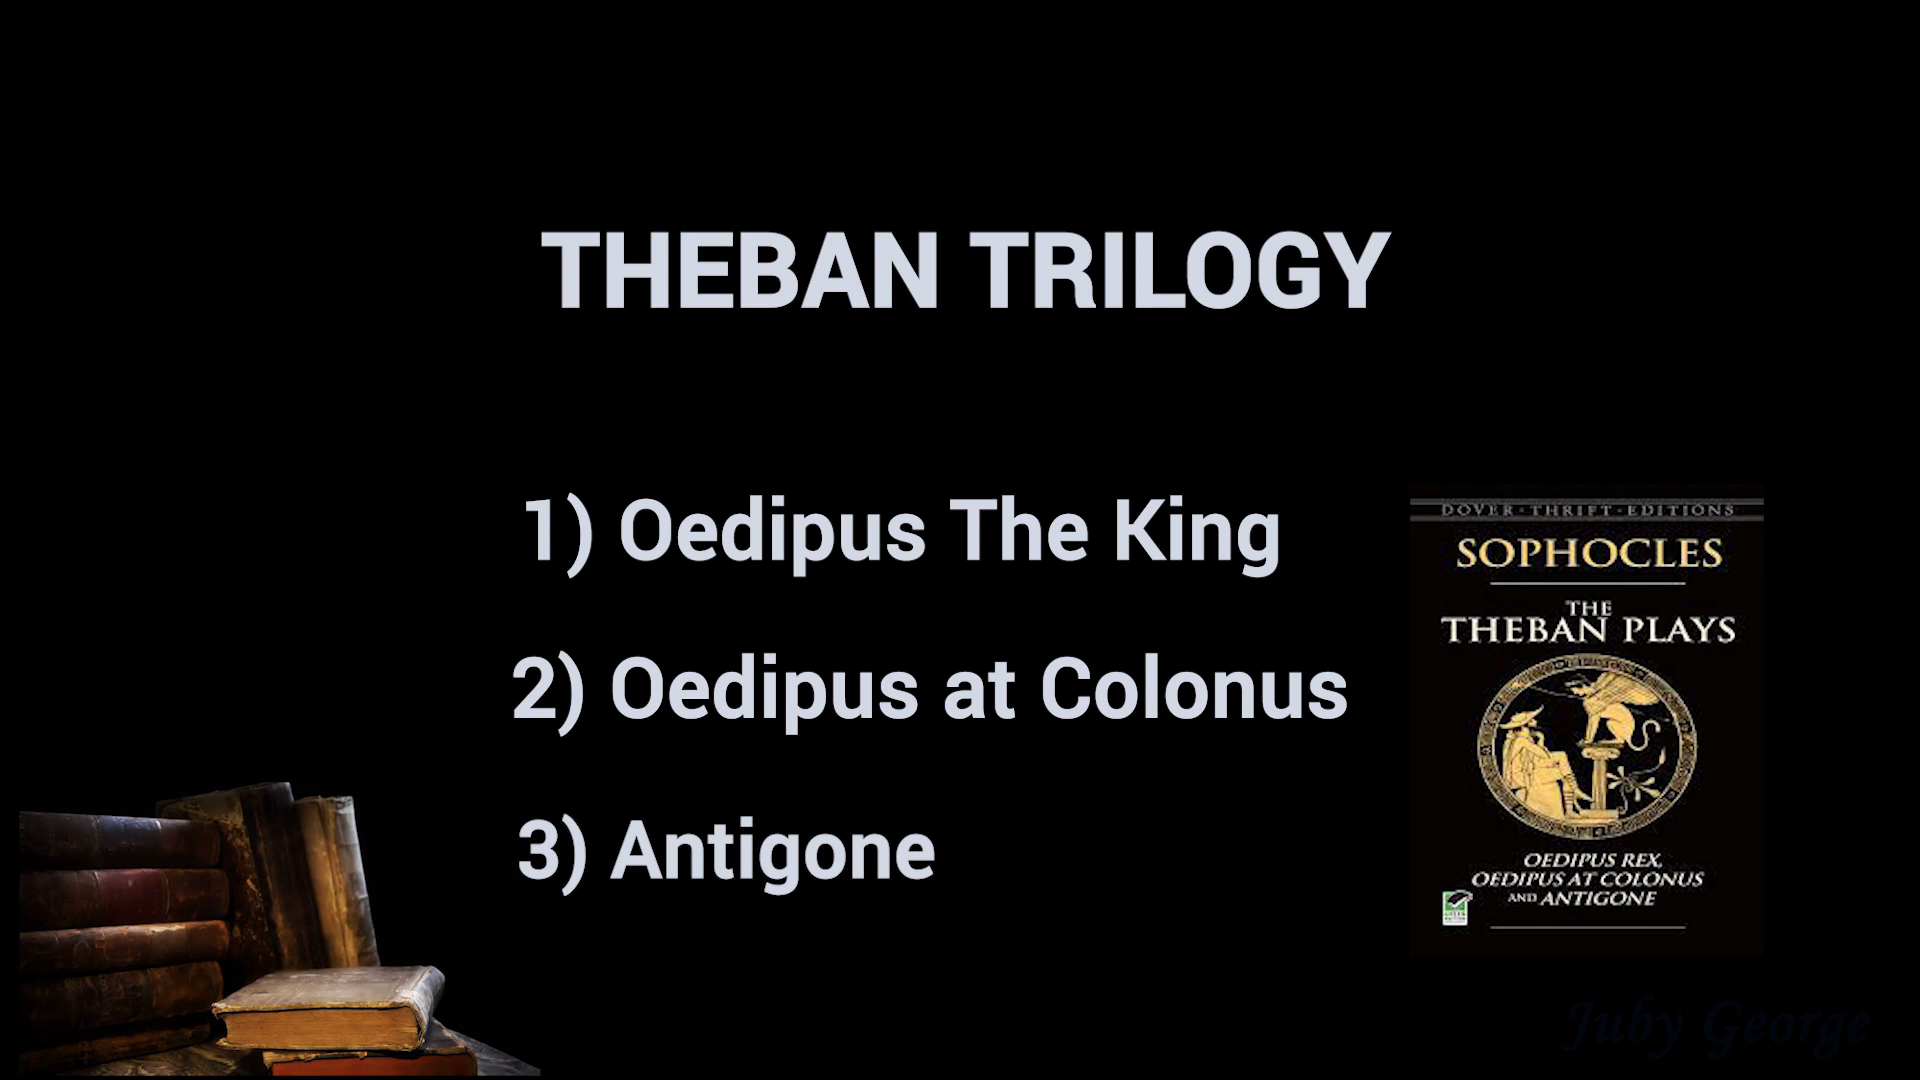 THEBAN TRILOGY
1) Oedipus The King
2) Oedipus at Colonus
3) Antigone
DOVER · THRIFT · EDITIONS
SOPHOCLES
THE
THEBAN PLAYS
OEDIPUS REX,
OEDIPUS AT COLONUS
AND ANTIGONE
Juby George